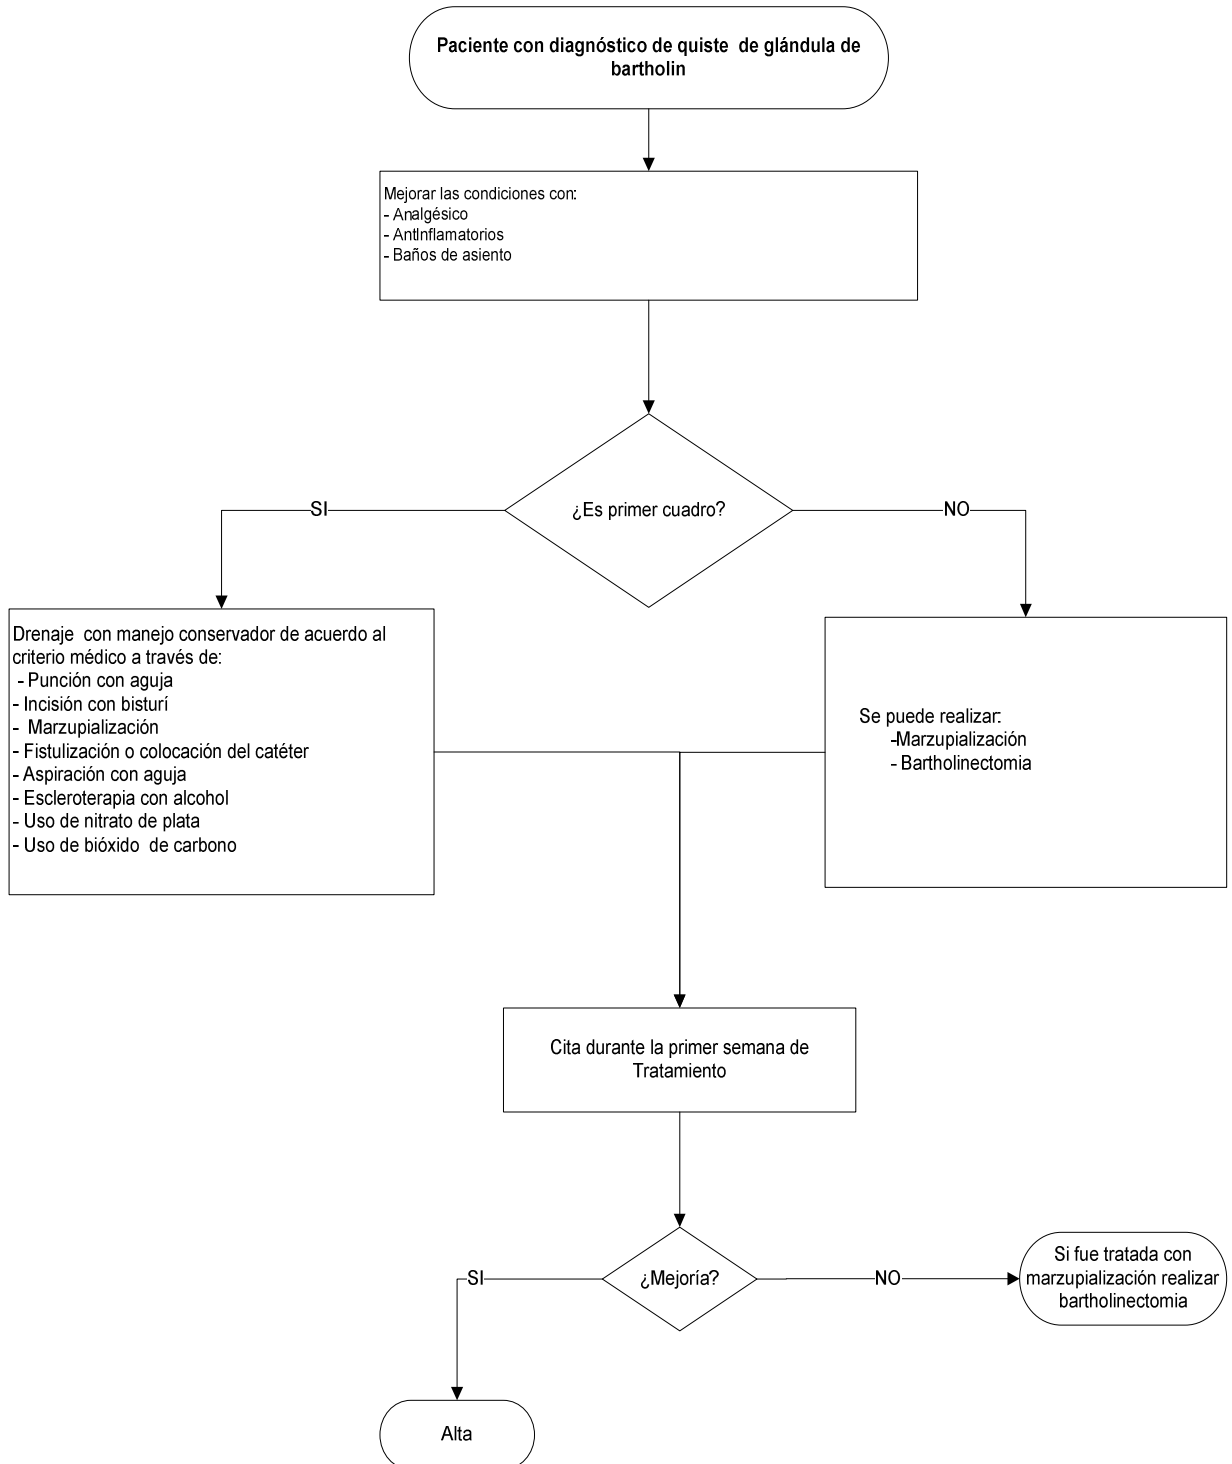 Paciente con diagnóstico de quiste de glándula de
bartholin
Mejorar las condiciones con:
- Analgésico
- AntInflamatorios
- Baños de asiento
¿Es primer cuadro?
SI
NO
Drenaje con manejo conservador de acuerdo al
criterio médico a través de:
- Punción con aguja
- Incisión con bisturí
- Marzupialización
- Fistulización o colocación del catéter
- Aspiración con aguja
- Escleroterapia con alcohol
- Uso de nitrato de plata
- Uso de bióxido de carbono
Se puede realizar:
-Marzupialización
- Bartholinectomia
Cita durante la primer semana de
Tratamiento
¿Mejoría?
SI
NO
Si fue tratada con
marzupialización realizar
bartholinectomia
Alta